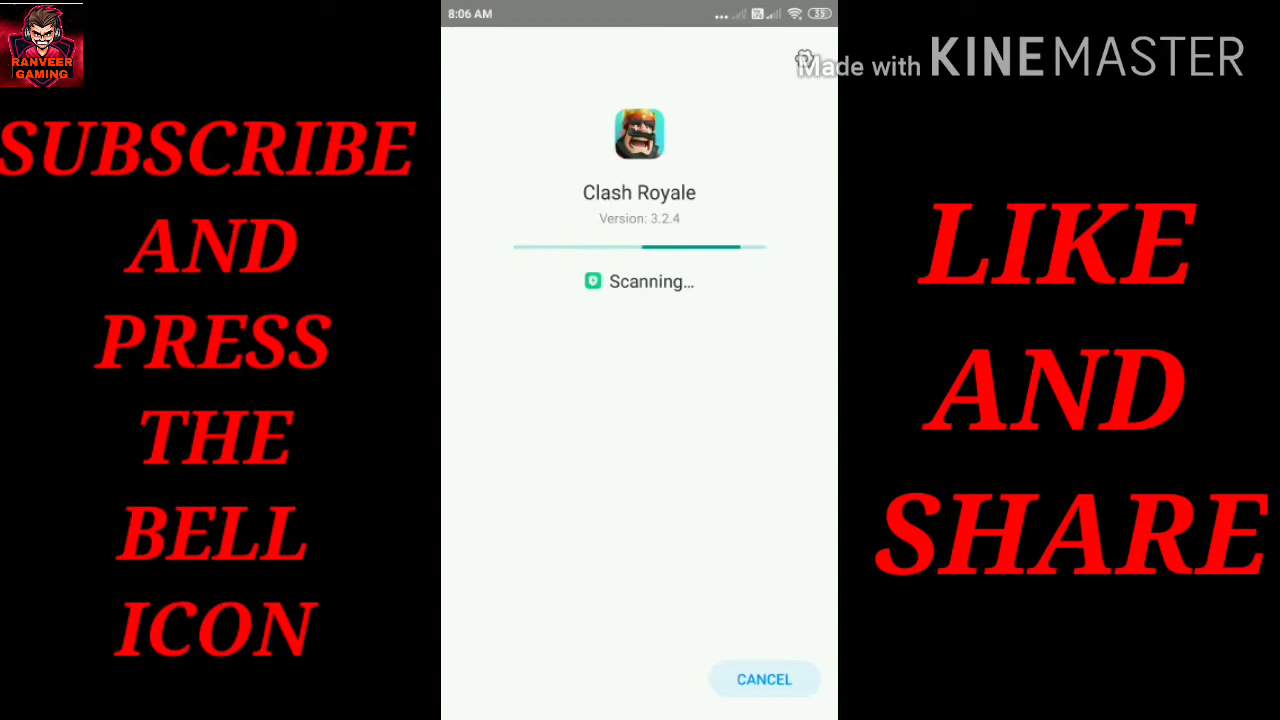 8:06 AM
35
Made with KINEMASTER
RANVEER
GAMING
SUBSCRIBE
AND
PRESS
THE
BELL
ICON
Clash Royale
Version: 3.2.4
Scanning...
CANCEL
LIKE
AND
SHARE